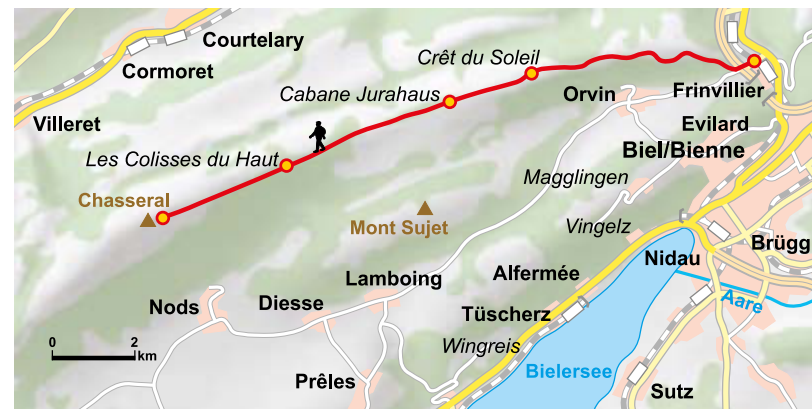 Courtelary
Crêt du Soleil
Cormoret
Cabane Jurahaus
Orvin
Frinvillier
Villeret
Evilard
Biel/Bienne
Les Colisses du Haut
Magglingen
Chasseral
Mont Sujet
Vingelz
Brügg
Nidau
Alfermée
Lamboing
Diesse
Nods
Aare
Tüscherz
0 2
km
Wingreis
Bielersee
Prêles
Sutz